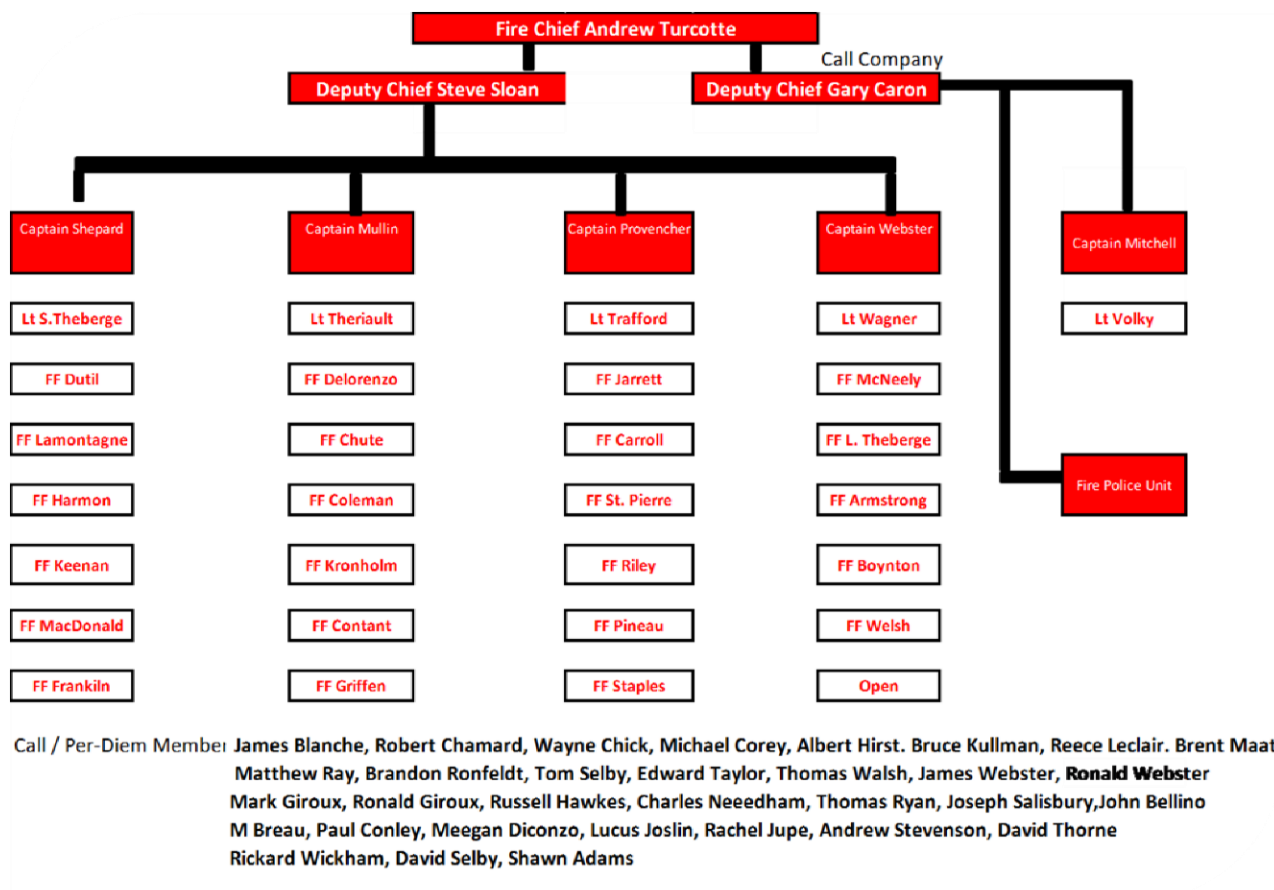 Fire Chief Andrew Turcotte
Call Company
Deputy Chief Steve Sloan
Deputy Chief Gary Caron
Captain Shepard
Captain Mullin
Captain Provencher
Captain Webster
Captain Mitchell
Lt S.Theberge
Lt Theriault
Lt Trafford
Lt Wagner
Lt Volky
FF Dutil
FF Delorenzo
FF Jarrett
FF McNeely
FF Lamontagne
FF Chute
FF Carroll
FF L. Theberge
FF Harmon
FF Coleman
FF St. Pierre
FF Armstrong
Fire Police Unit
FF Keenan
FF Kronholm
FF Riley
FF Boynton
FF MacDonald
FF Contant
FF Pineau
FF Welsh
FF Frankiln
FF Griffen
FF Staples
Open
Call / Per-Diem Member James Blanche, Robert Chamard, Wayne Chick, Michael Corey, Albert Hirst. Bruce Kullman, Reece Leclair. Brent Maat
Matthew Ray, Brandon Ronfeldt, Tom Selby, Edward Taylor, Thomas Walsh, James Webster, Ronald Webster
Mark Giroux, Ronald Giroux, Russell Hawkes, Charles Neeedham, Thomas Ryan, Joseph Salisbury,John Bellino
M Breau, Paul Conley, Meegan Diconzo, Lucus Joslin, Rachel Jupe, Andrew Stevenson, David Thorne
Rickard Wickham, David Selby, Shawn Adams